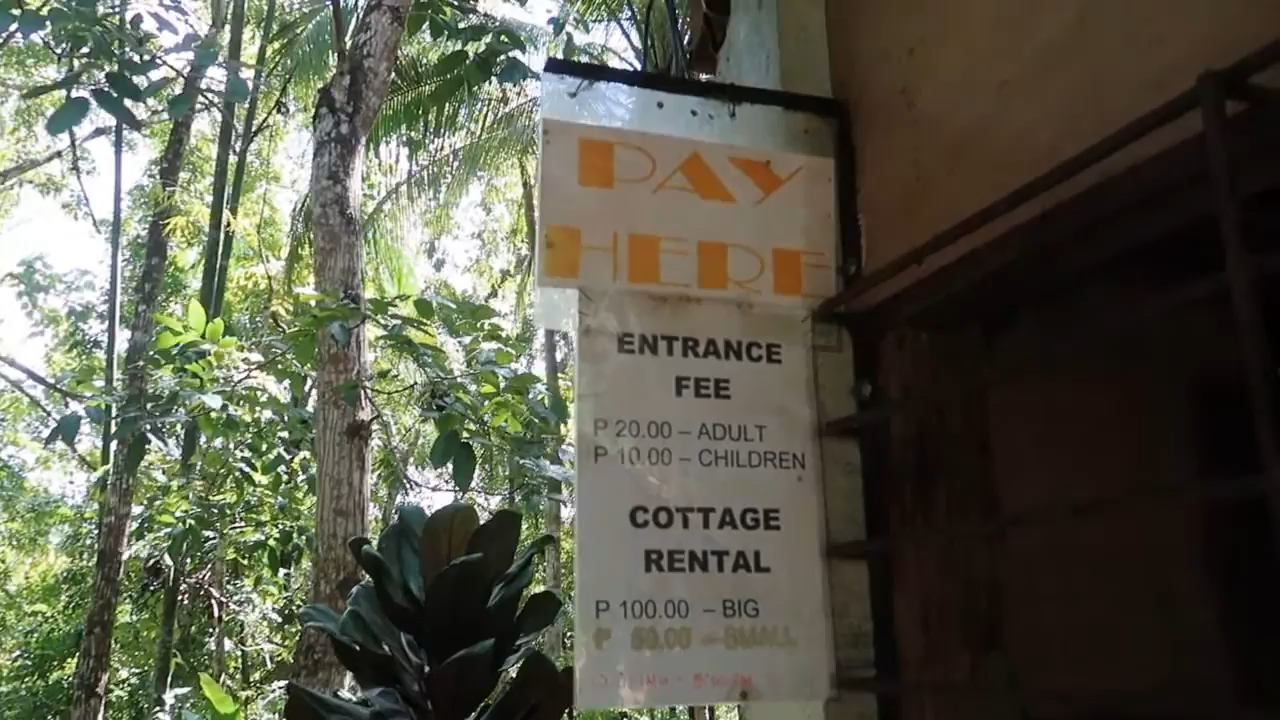 PAY
HERE
ENTRANCE
FEE
P 20.00 – ADULT
P 10.00 – CHILDREN
COTTAGE
RENTAL
P 100.00 – BIG
P 50.00 – SMALL